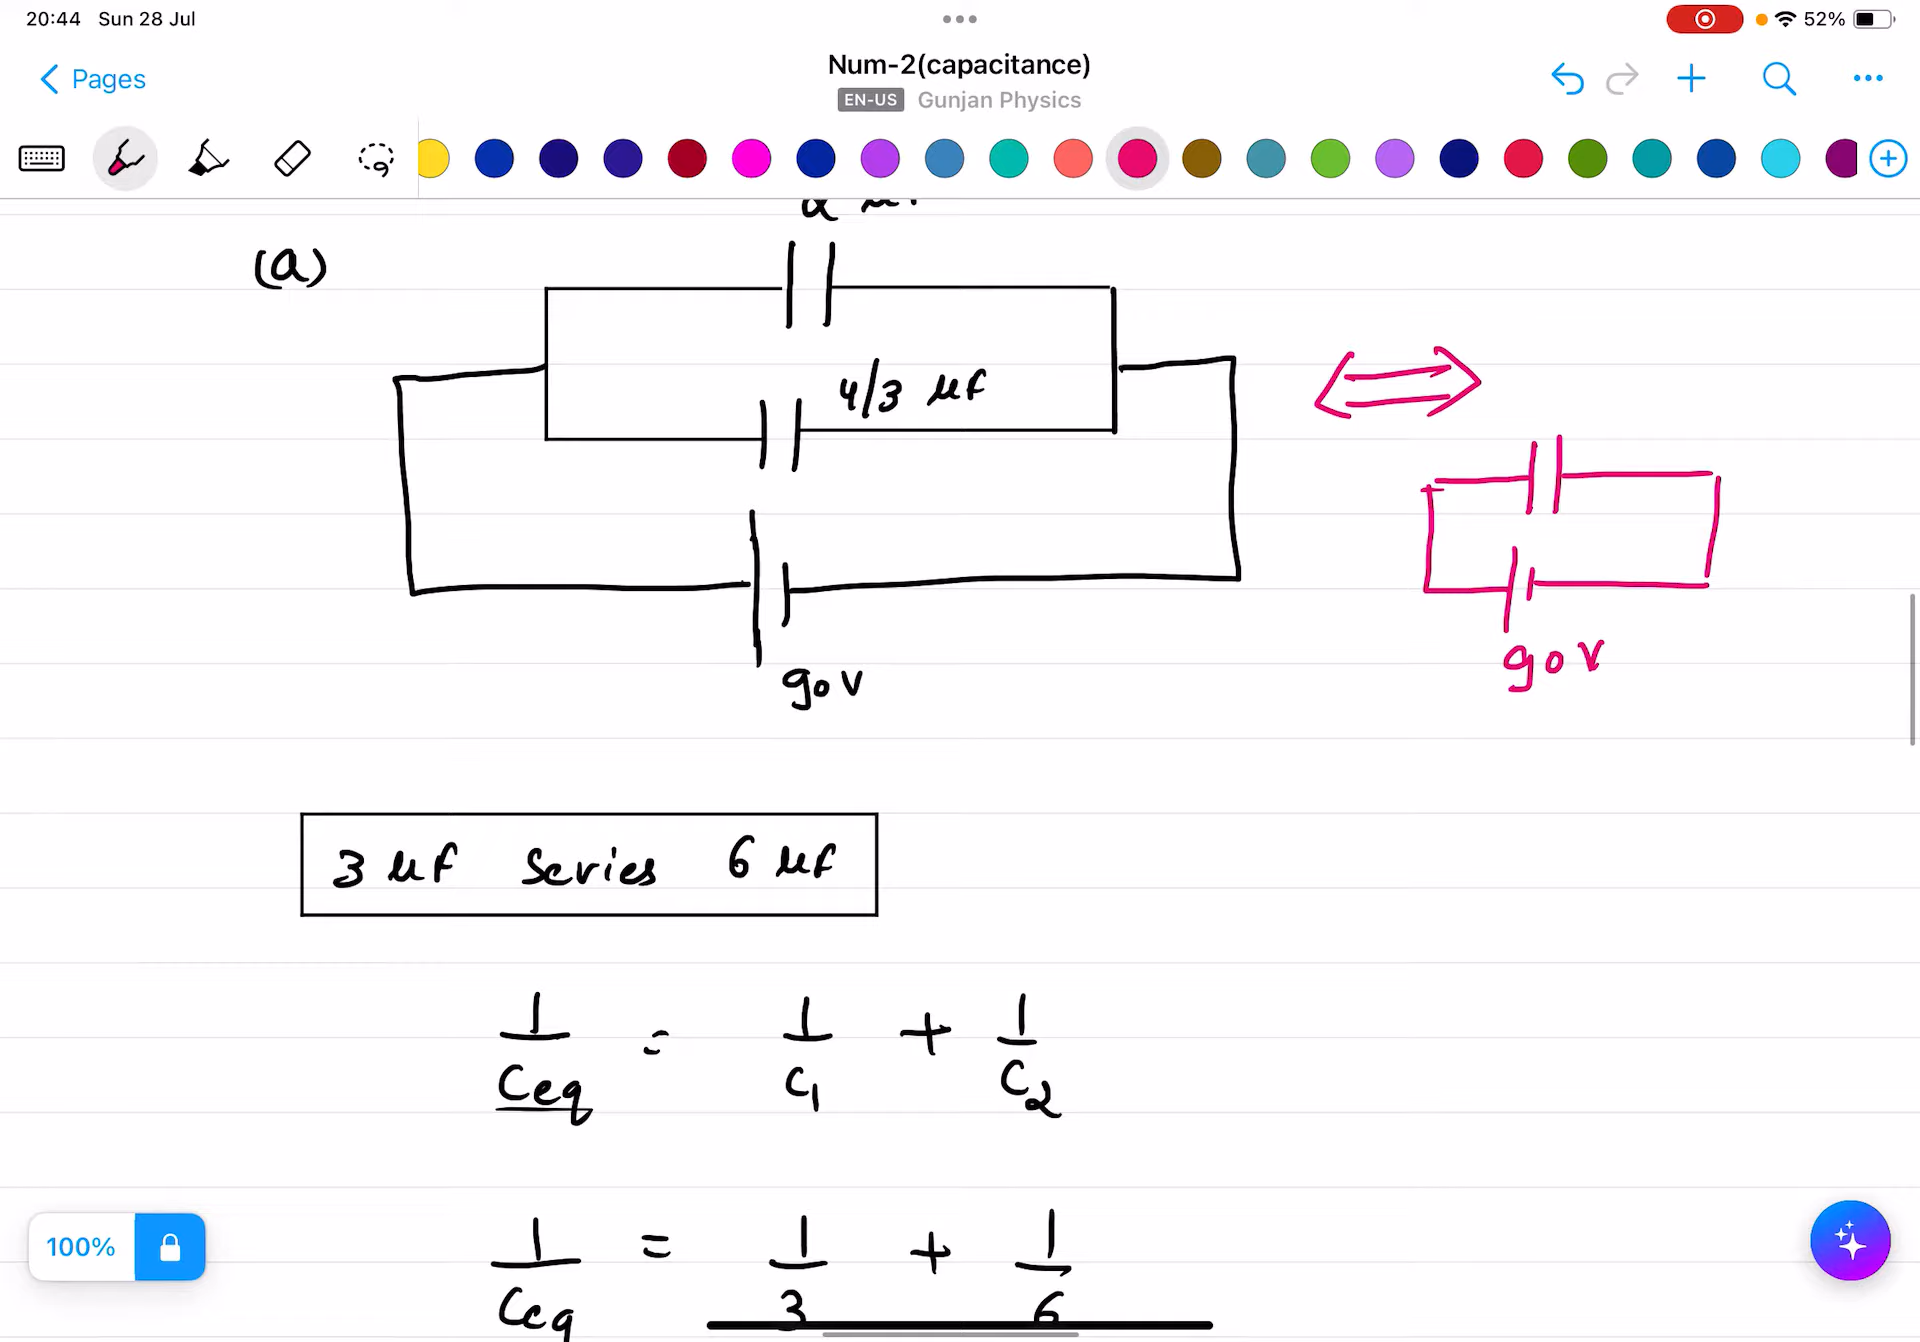 20:44 Sun 28 Jul
52%
Pages
Num-2(capacitance)
EN-US Gunjan Physics
(a)
4/3 μf
90 V
90 V
3 μf Series 6 μf
1/Ceq = 1/C1 + 1/C2
1/Ceq = 1/3 + 1/6
100%